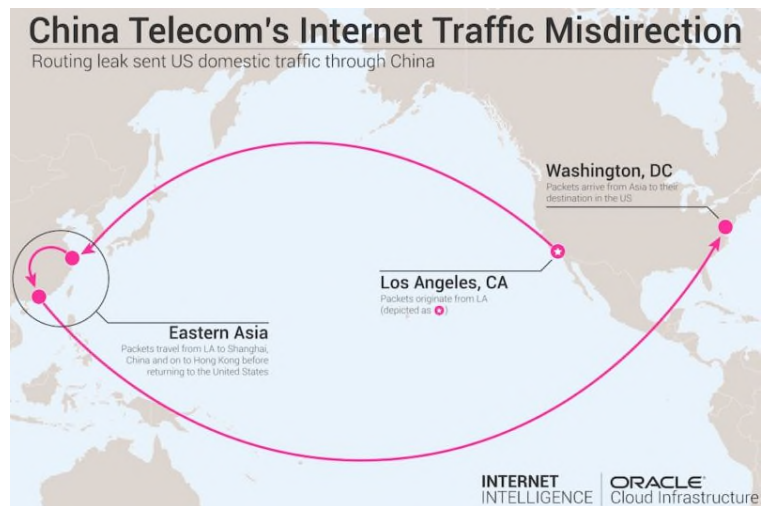 China Telecom's Internet Traffic Misdirection
Routing leak sent US domestic traffic through China
Washington, DC
Packets arrive from Asia to their
destination in the US
Los Angeles, CA
Packets originate from LA
(depicted as )
Eastern Asia
Packets travel from LA to Shanghai,
China and on to Hong Kong before
returning to the United States
INTERNET
INTELLIGENCE
ORACLE
Cloud Infrastructure